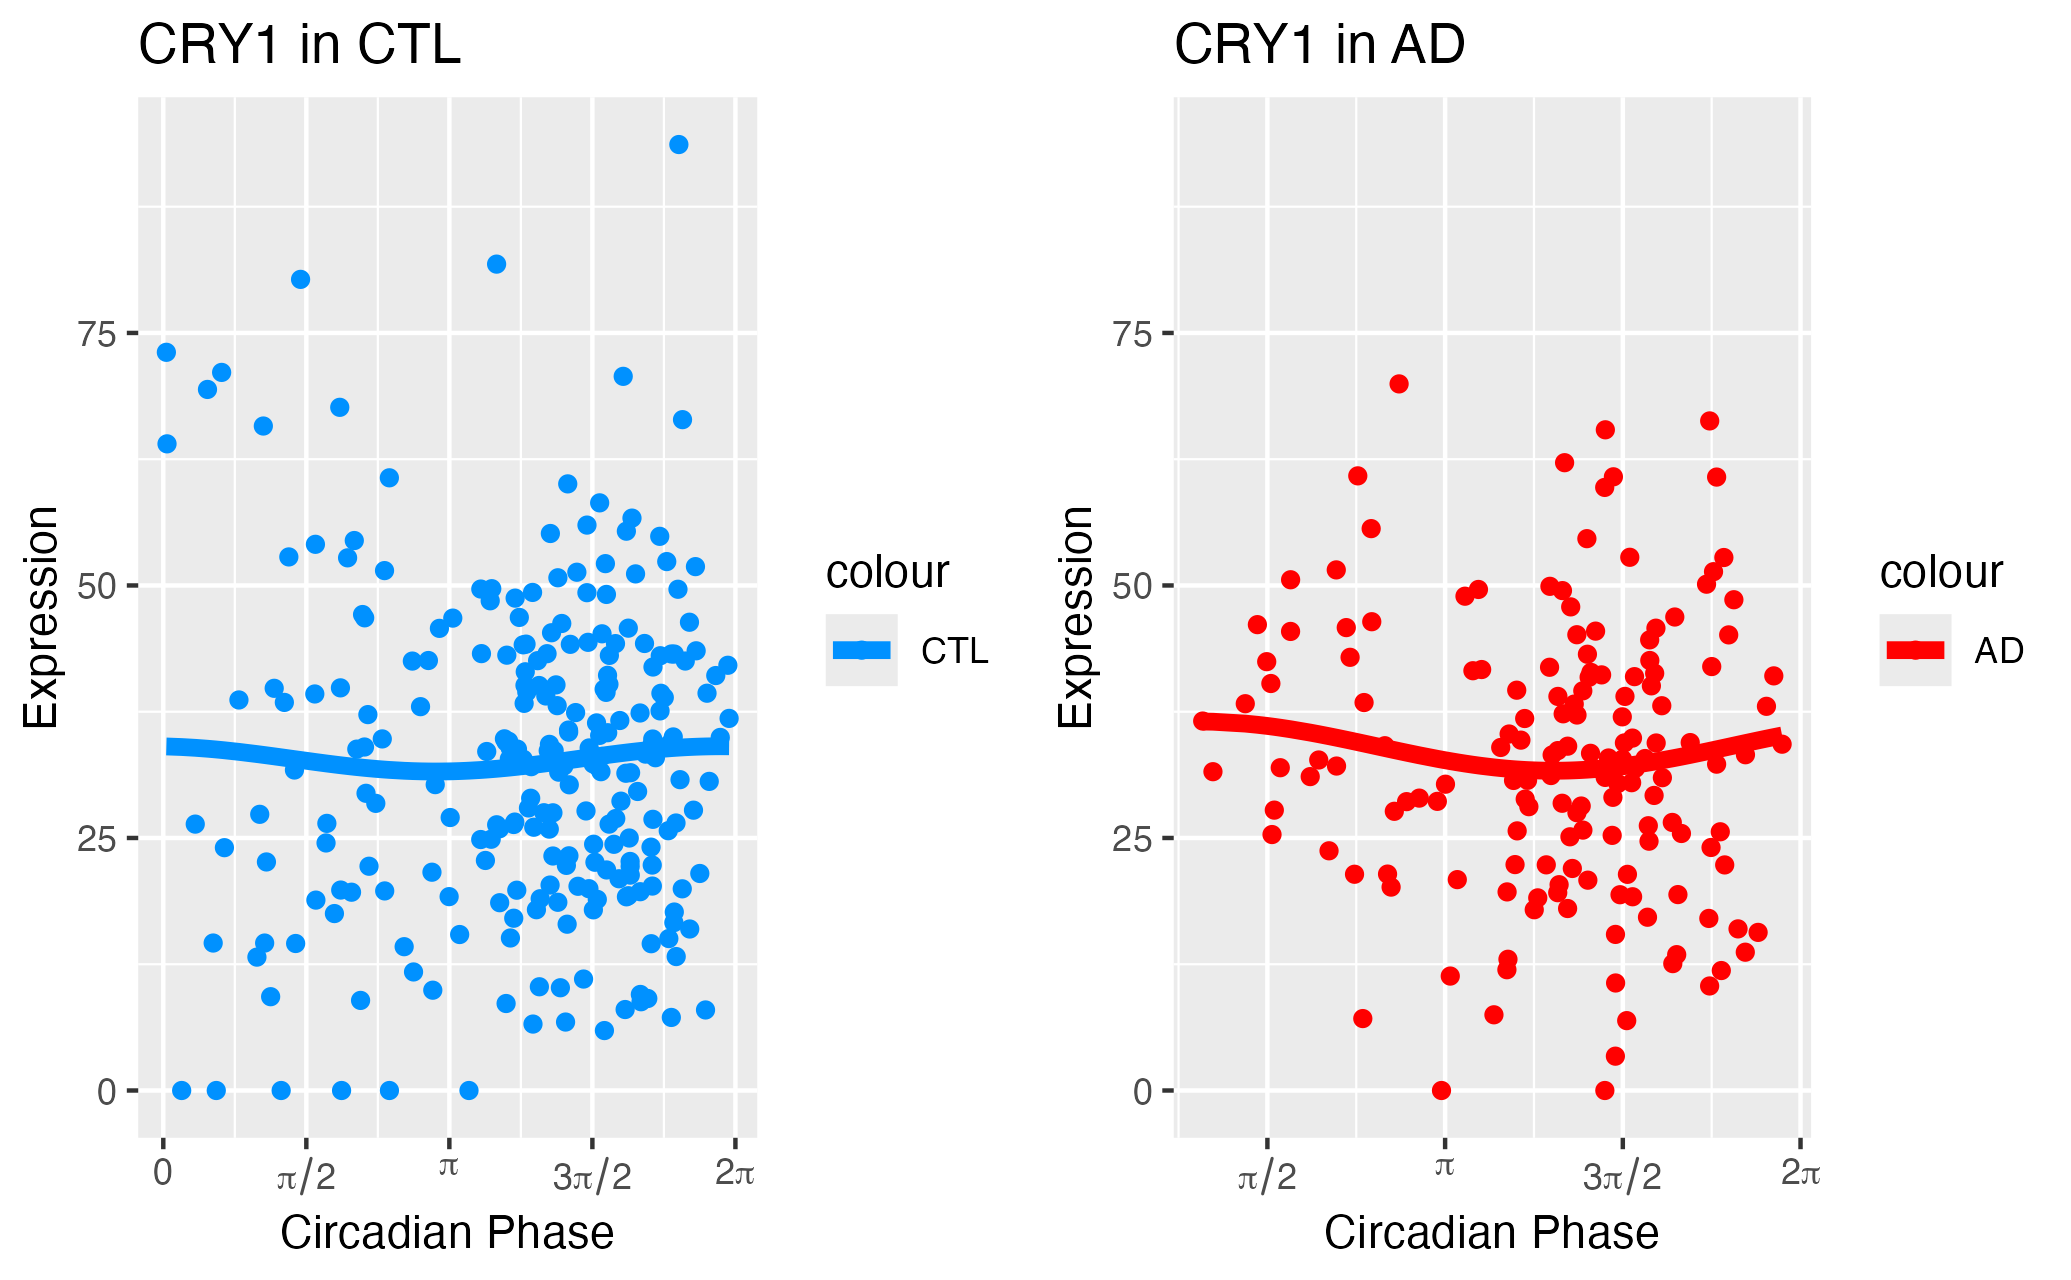 CRY1 in CTL
Expression
75
50
25
0
0 π/2 π 3π/2 2π
Circadian Phase
colour
CTL
CRY1 in AD
Expression
75
50
25
0
π/2 π 3π/2 2π
Circadian Phase
colour
AD